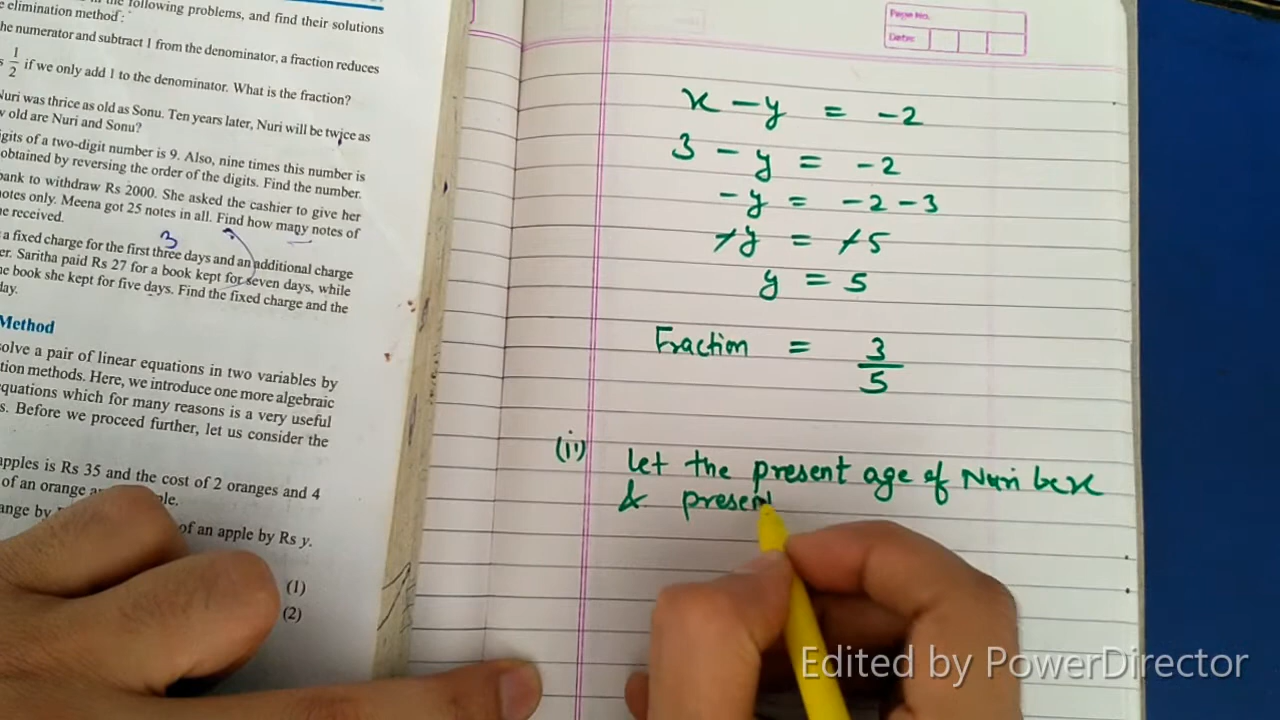 the following problems, and find their solutions
elimination method :
the numerator and subtract 1 from the denominator, a fraction reduces
1/2 if we only add 1 to the denominator. What is the fraction?
Nuri was thrice as old as Sonu. Ten years later, Nuri will be twice as
old are Nuri and Sonu?
digits of a two-digit number is 9. Also, nine times this number is
obtained by reversing the order of the digits. Find the number.
bank to withdraw Rs 2000. She asked the cashier to give her
notes only. Meena got 25 notes in all. Find how many notes of
received.
3
a fixed charge for the first three days and an additional charge
Saritha paid Rs 27 for a book kept for seven days, while
book she kept for five days. Find the fixed charge and the
day.
Method
solve a pair of linear equations in two variables by
methods. Here, we introduce one more algebraic
equations which for many reasons is a very useful
Before we proceed further, let us consider the
apples is Rs 35 and the cost of 2 oranges and 4
of an orange
of an apple by Rs y.
(1)
(2)
Page No.
Date:
x - y = -2
3 - y = -2
-y = -2 - 3
-y = -5
y = 5
Fraction = 3/5
(ii) Let the present age of Nuri be x
& presen
Edited by PowerDirector